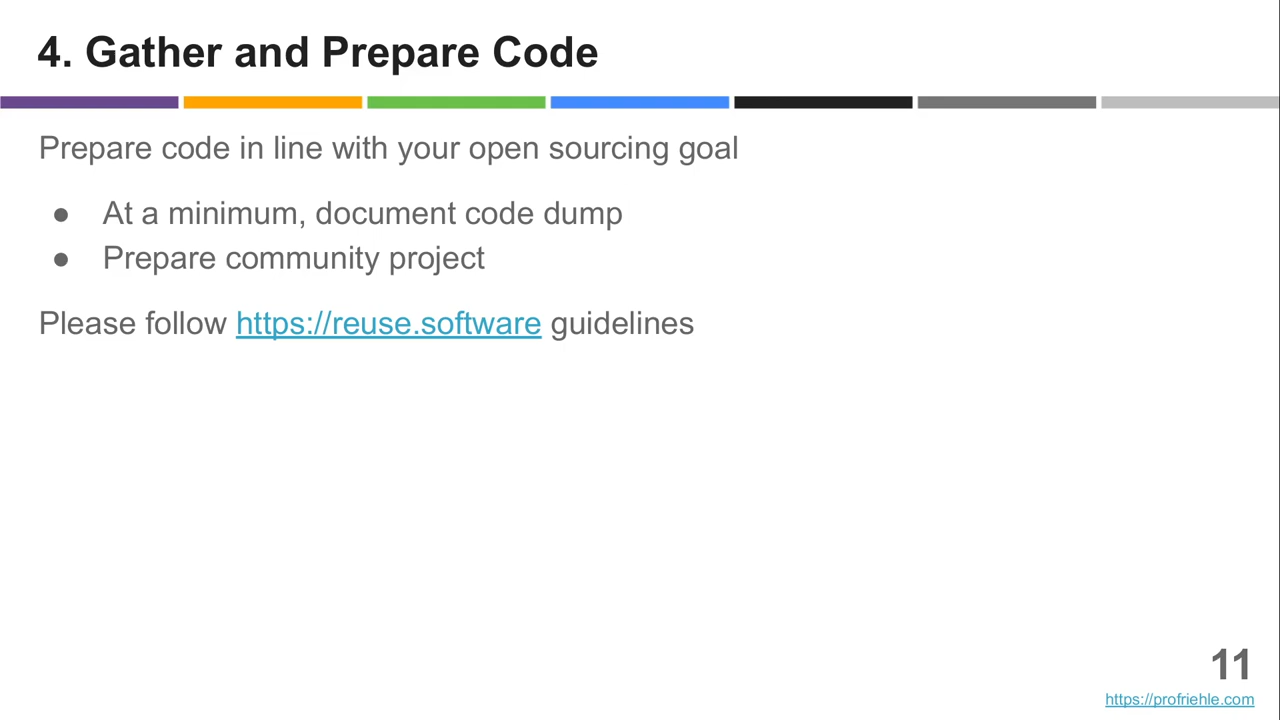 4. Gather and Prepare Code
Prepare code in line with your open sourcing goal
● At a minimum, document code dump
● Prepare community project
Please follow https://reuse.software guidelines
11
https://profriehle.com